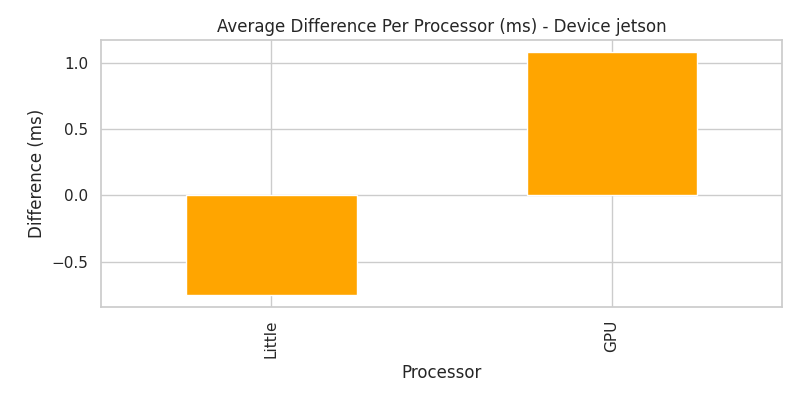 Average Difference Per Processor (ms) - Device jetson
Difference (ms)
1.0
0.5
0.0
−0.5
Little
GPU
Processor